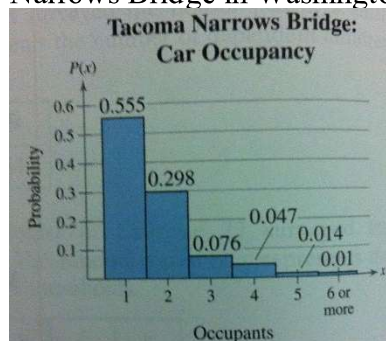 Narrows Bridge in Washington
Tacoma Narrows Bridge:
Car Occupancy
P(x)
Probability
0.6
0.5
0.4
0.3
0.2
0.1
0.555
0.298
0.076
0.047
0.014
0.01
x
1 2 3 4 5 6 or
more
Occupants